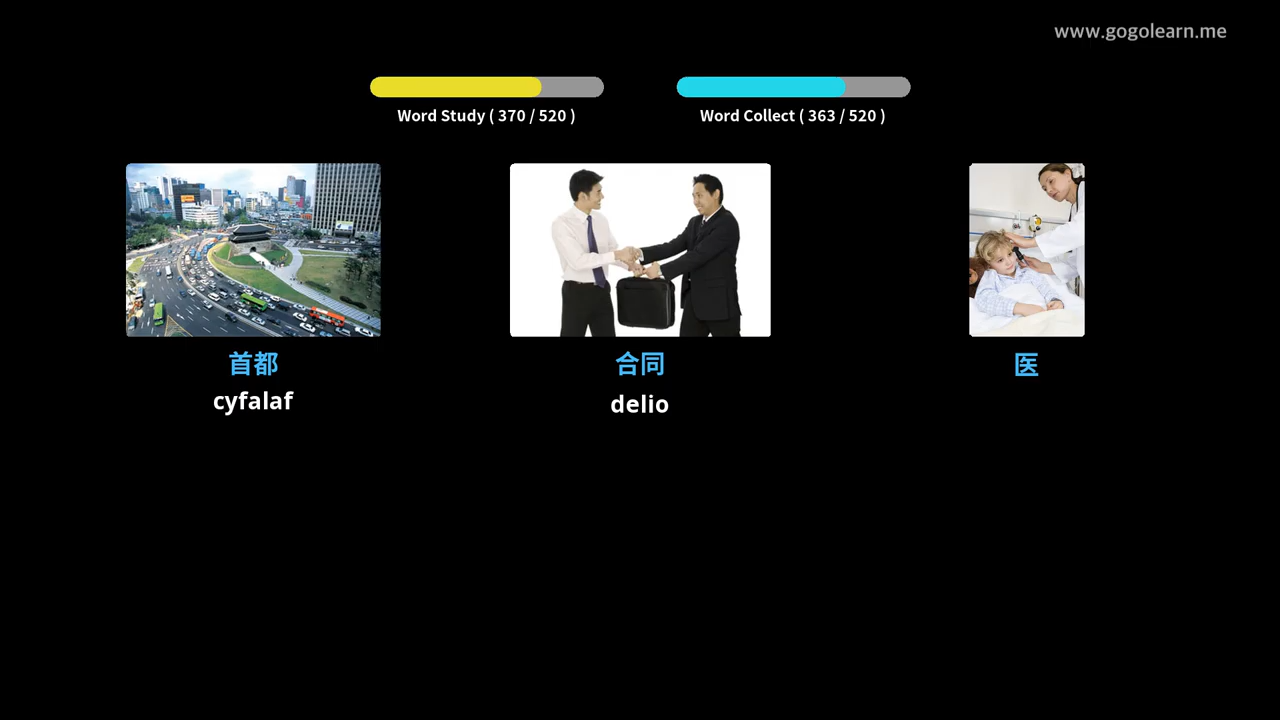 www.gogolearn.me
Word Study ( 370 / 520 )
Word Collect ( 363 / 520 )
首都
cyfalaf
合同
delio
医